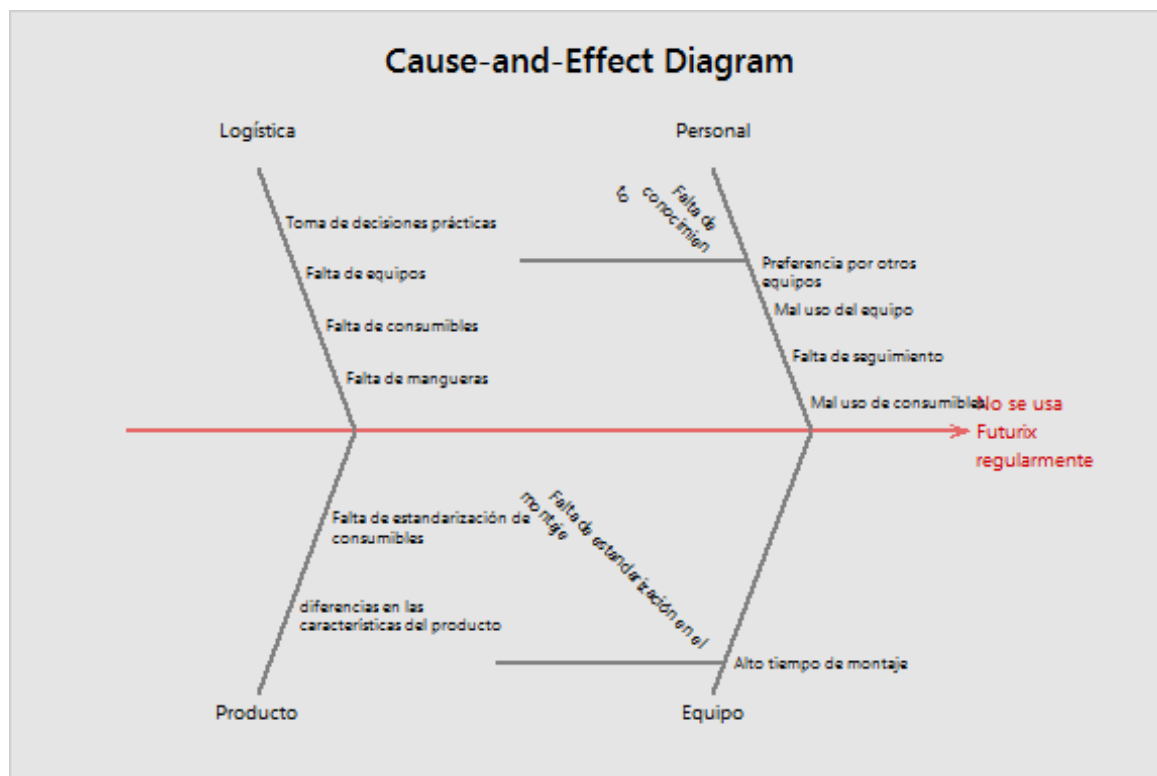 Cause-and-Effect Diagram
Logística
Personal
Toma de decisiones prácticas
Falta de equipos
Falta de consumibles
Falta de mangueras
Falta de
conocimien
Preferencia por otros
equipos
Mal uso del equipo
Falta de seguimiento
Mal uso de consumibles
No se usa
Futurix
regularmente
Falta de estandarización de
consumibles
diferencias en las
características del producto
Falta de estandarización en el
montaje
Alto tiempo de montaje
Producto
Equipo